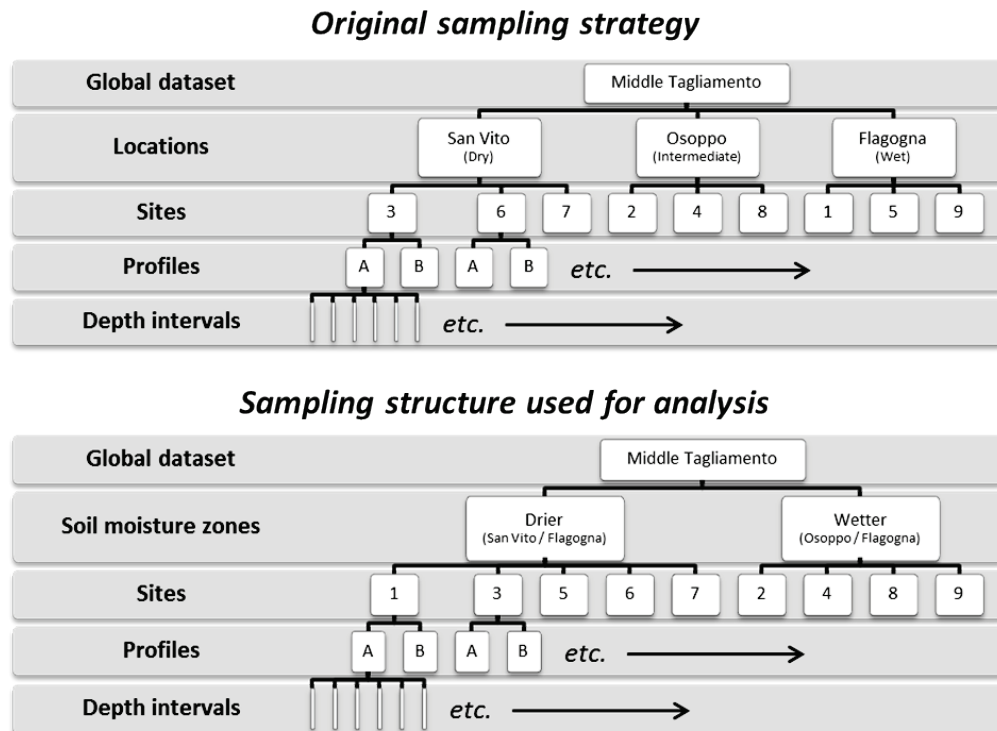 Original sampling strategy
Global dataset
Middle Tagliamento
Locations
San Vito
(Dry)
Osoppo
(Intermediate)
Flagogna
(Wet)
Sites
3 6 7 2 4 8 1 5 9
Profiles
A B A B etc.
Depth intervals
etc.
Sampling structure used for analysis
Global dataset
Middle Tagliamento
Soil moisture zones
Drier
(San Vito / Flagogna)
Wetter
(Osoppo / Flagogna)
Sites
1 3 5 6 7 2 4 8 9
Profiles
A B A B etc.
Depth intervals
etc.